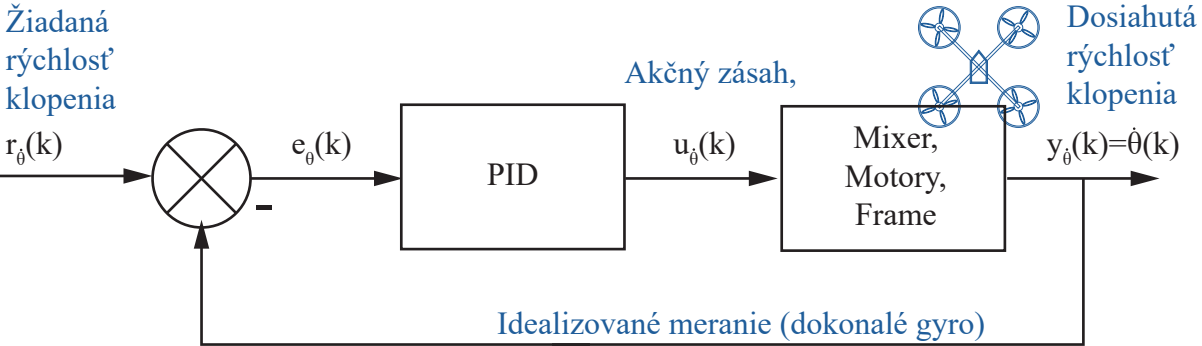 Žiadaná
rýchlosť
klopenia
r_θ̇(k)
e_θ(k)
PID
Akčný zásah,
u_θ̇(k)
Mixer,
Motory,
Frame
Dosiahutá
rýchlosť
klopenia
y_θ̇(k)=θ̇(k)
-
Idealizované meranie (dokonalé gyro)